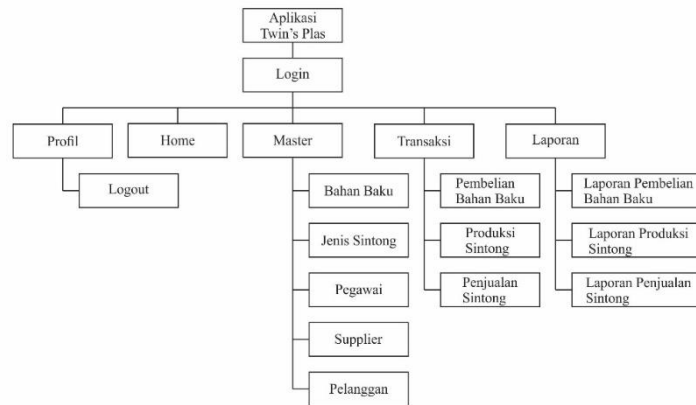 Aplikasi
Twin's Plas
Login
Profil
Home
Master
Transaksi
Laporan
Logout
Bahan Baku
Jenis Sintong
Pegawai
Supplier
Pelanggan
Pembelian
Bahan Baku
Produksi
Sintong
Penjualan
Sintong
Laporan Pembelian
Bahan Baku
Laporan Produksi
Sintong
Laporan Penjualan
Sintong